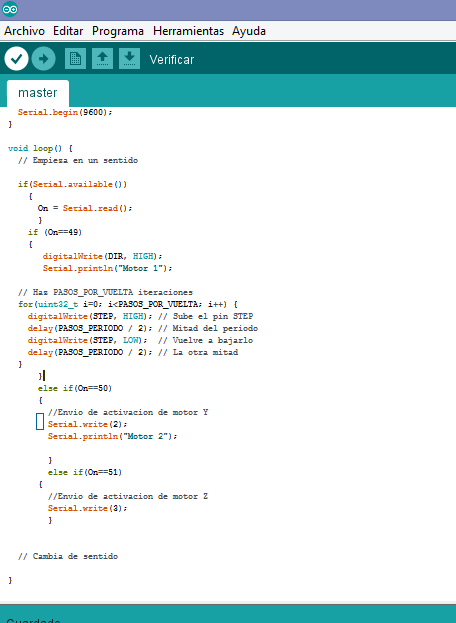 Archivo Editar Programa Herramientas Ayuda
Verificar
master
Serial.begin(9600);
}
void loop() {
// Empieza en un sentido
if(Serial.available())
{
On = Serial.read();
}
if (On==49)
{
digitalWrite(DIR, HIGH);
Serial.println("Motor 1");
// Haz PASOS_POR_VUELTA iteraciones
for(uint32_t i=0; i<PASOS_POR_VUELTA; i++) {
digitalWrite(STEP, HIGH); // Sube el pin STEP
delay(PASOS_PERIODO / 2); // Mitad del periodo
digitalWrite(STEP, LOW);  // Vuelve a bajarlo
delay(PASOS_PERIODO / 2); // La otra mitad
}
}
else if(On==50)
{
//Envio de activacion de motor Y
Serial.write(2);
Serial.println("Motor 2");
}
else if(On==51)
{
//Envio de activacion de motor Z
Serial.write(3);
}
// Cambia de sentido
}
Guardado